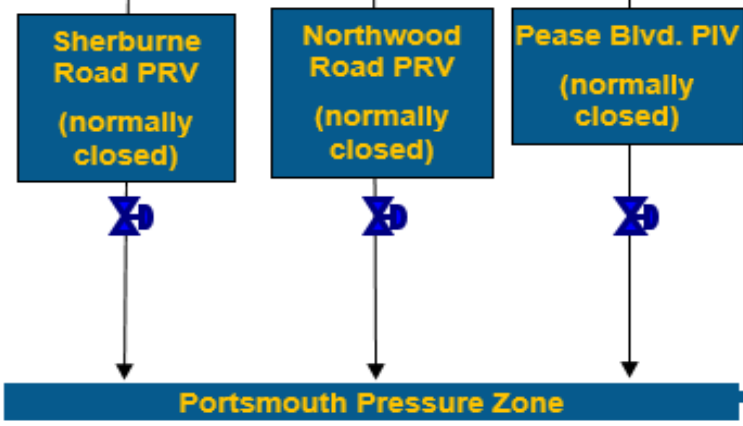 Sherburne
Road PRV
(normally
closed)
Northwood
Road PRV
(normally
closed)
Pease Blvd. PIV
(normally
closed)
Portsmouth Pressure Zone